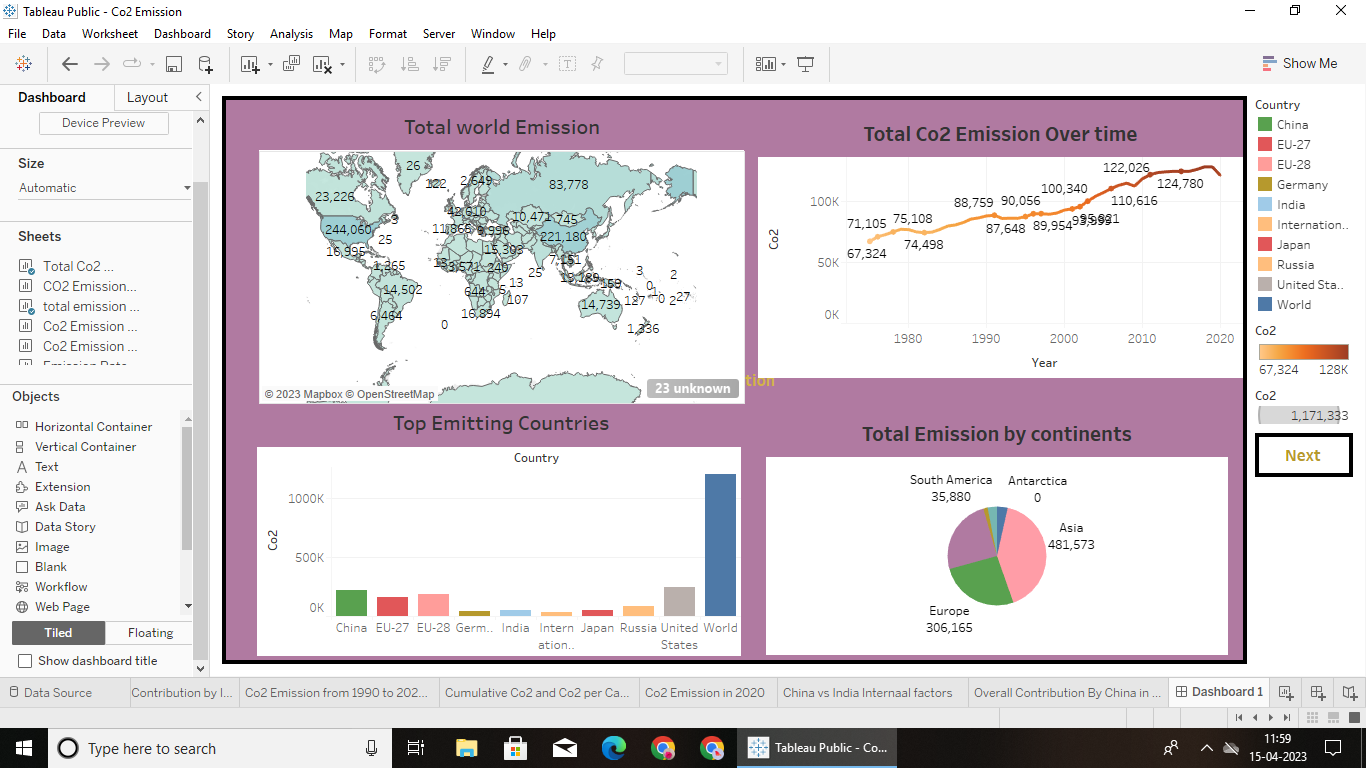 Tableau Public - Co2 Emission
File Data Worksheet Dashboard Story Analysis Map Format Server Window Help
Show Me
Dashboard Layout
Device Preview
Size
Automatic
Sheets
Total Co2 ...
CO2 Emission...
total emission ...
Co2 Emission ...
Co2 Emission ...
Objects
Horizontal Container
Vertical Container
Text
Extension
Ask Data
Data Story
Image
Blank
Workflow
Web Page
Tiled Floating
Show dashboard title
Total world Emission
26
2,649
23,226
83,778
3
42,610
10,471
745
244,060
11,865
9,996
221,180
25
16,995
15,303
7,151
1,265
3,571
1,249
25
3
2
13,189
13
0
14,502
644
5
107
14,739
187
0
2
27
6,464
16,894
0
1,336
© 2023 Mapbox © OpenStreetMap
23 unknown
tion
Total Co2 Emission Over time
Co2
100K
50K
0K
71,105
67,324
75,108
74,498
88,759
87,648
90,056
89,954
100,340
122,026
110,616
124,780
1980 1990 2000 2010 2020
Year
Top Emitting Countries
Country
Co2
1000K
500K
0K
China EU-27 EU-28 Germ.. India Intern Japan Russia United World
ation.. States
Total Emission by continents
South America
35,880
Antarctica
0
Asia
481,573
Europe
306,165
Country
China
EU-27
EU-28
Germany
India
Internation..
Japan
Russia
United Sta..
World
Co2
67,324 128K
Co2
1,171,333
Next
Data Source Contribution by I... Co2 Emission from 1990 to 202... Cumulative Co2 and Co2 per Ca... Co2 Emission in 2020 China vs India Internaal factors Overall Contribution By China in ... Dashboard 1
Type here to search
Tableau Public - Co...
11:59
15-04-2023